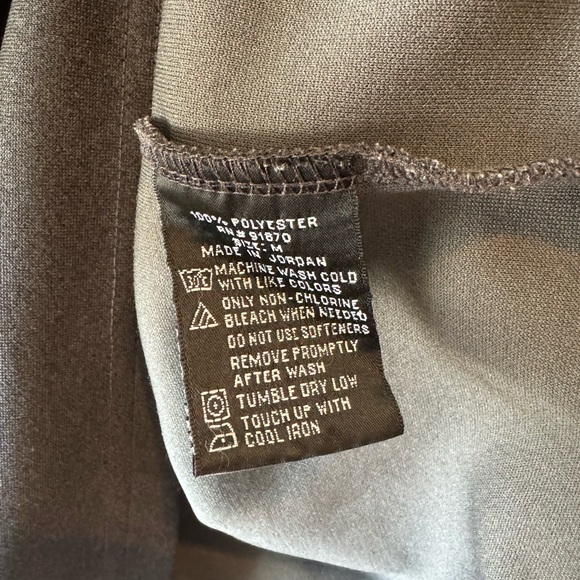 100% POLYESTER
RN# 91870
SIZE: M
MADE IN JORDAN
30C MACHINE WASH COLD
WITH LIKE COLORS
ONLY NON-CHLORINE
BLEACH WHEN NEEDED
DO NOT USE SOFTENERS
REMOVE PROMPTLY
AFTER WASH
TUMBLE DRY LOW
TOUCH UP WITH
COOL IRON